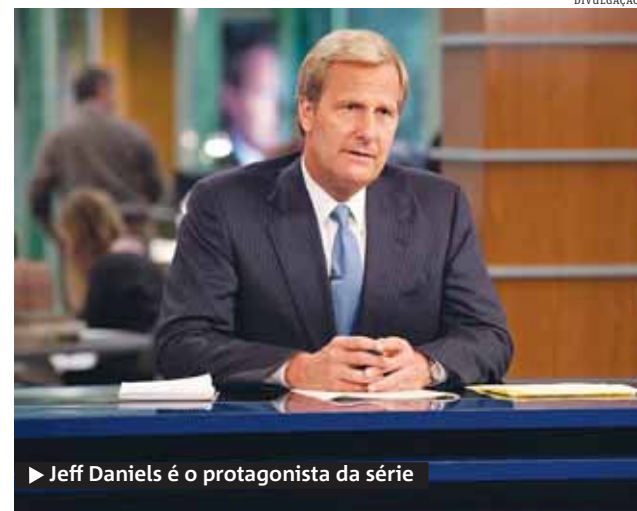 DIVULGAÇÃO
▶ Jeff Daniels é o protagonista da série